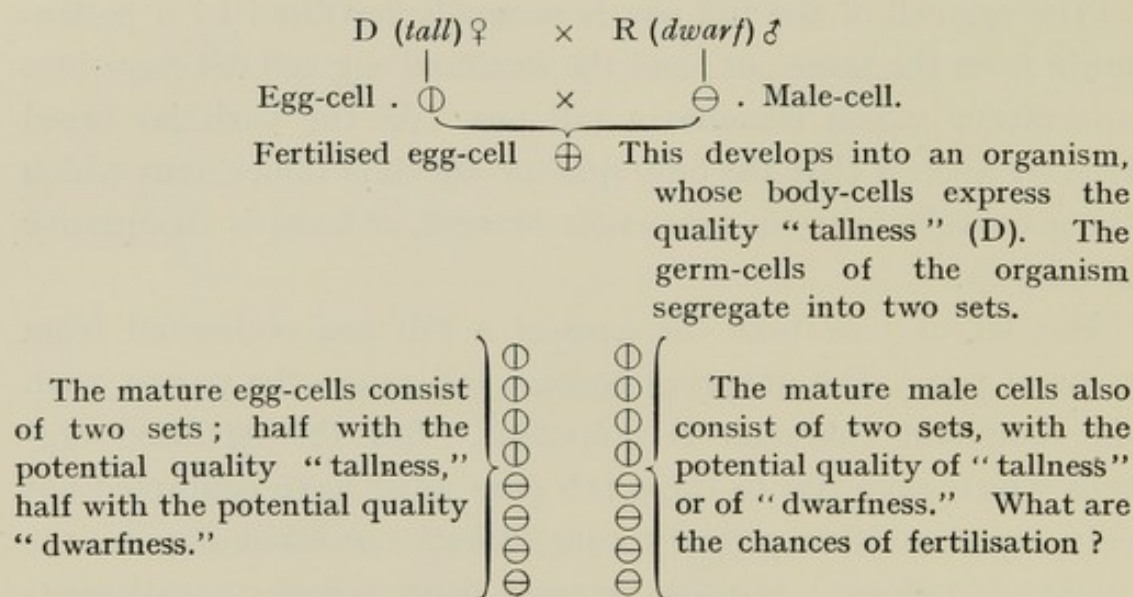 D (tall) ♀ × R (dwarf) ♂
Egg-cell . ⦶ × ⊖ . Male-cell.
Fertilised egg-cell ⊕ This develops into an organism,
whose body-cells express the
quality “tallness” (D). The
germ-cells of the organism
segregate into two sets.
The mature egg-cells consist
of two sets; half with the
potential quality “tallness,”
half with the potential quality
“dwarfness.”
The mature male cells also
consist of two sets, with the
potential quality of “tallness”
or of “dwarfness.” What are
the chances of fertilisation?